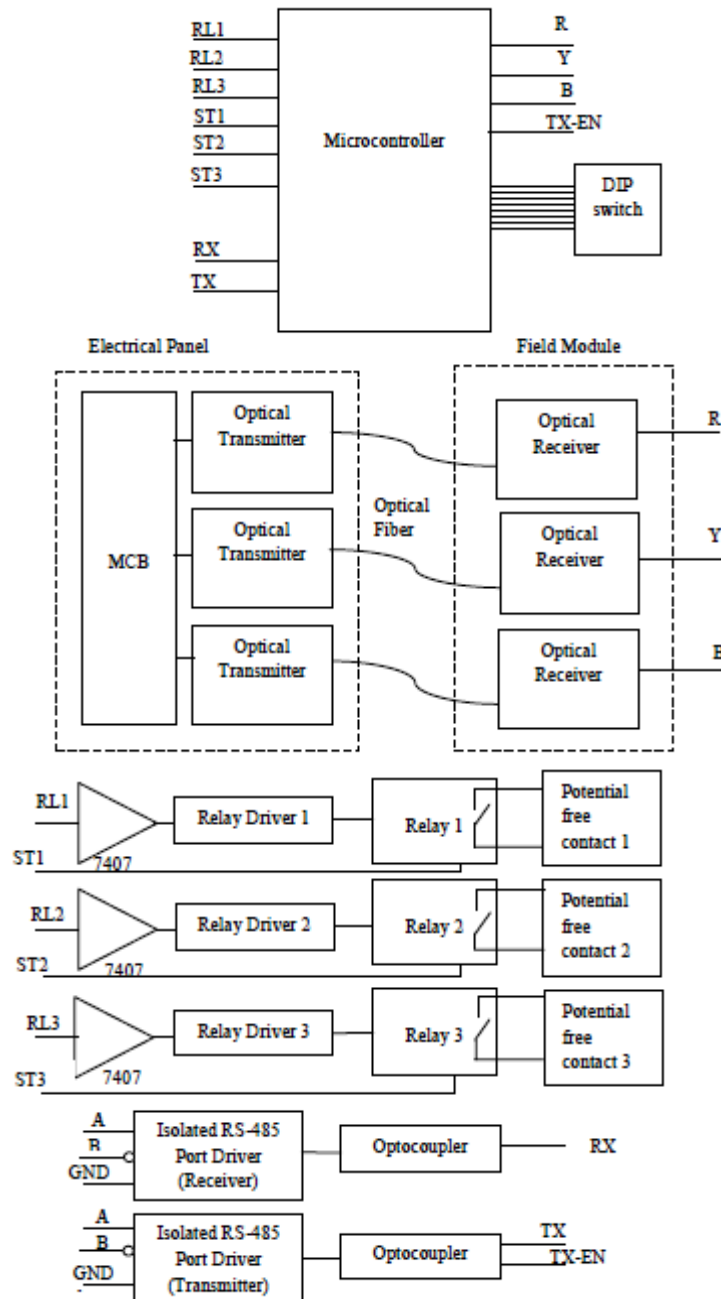 RL1
RL2
RL3
ST1
ST2
ST3
RX
TX
Microcontroller
R
Y
B
TX-EN
DIP
switch
Electrical Panel
Field Module
MCB
Optical
Transmitter
Optical
Transmitter
Optical
Transmitter
Optical
Fiber
Optical
Receiver
Optical
Receiver
Optical
Receiver
R
Y
B
RL1
7407
ST1
Relay Driver 1
Relay 1
Potential
free
contact 1
RL2
7407
ST2
Relay Driver 2
Relay 2
Potential
free
contact 2
RL3
7407
ST3
Relay Driver 3
Relay 3
Potential
free
contact 3
A
B
GND
Isolated RS-485
Port Driver
(Receiver)
Optocoupler
RX
A
B
GND
Isolated RS-485
Port Driver
(Transmitter)
Optocoupler
TX
TX-EN